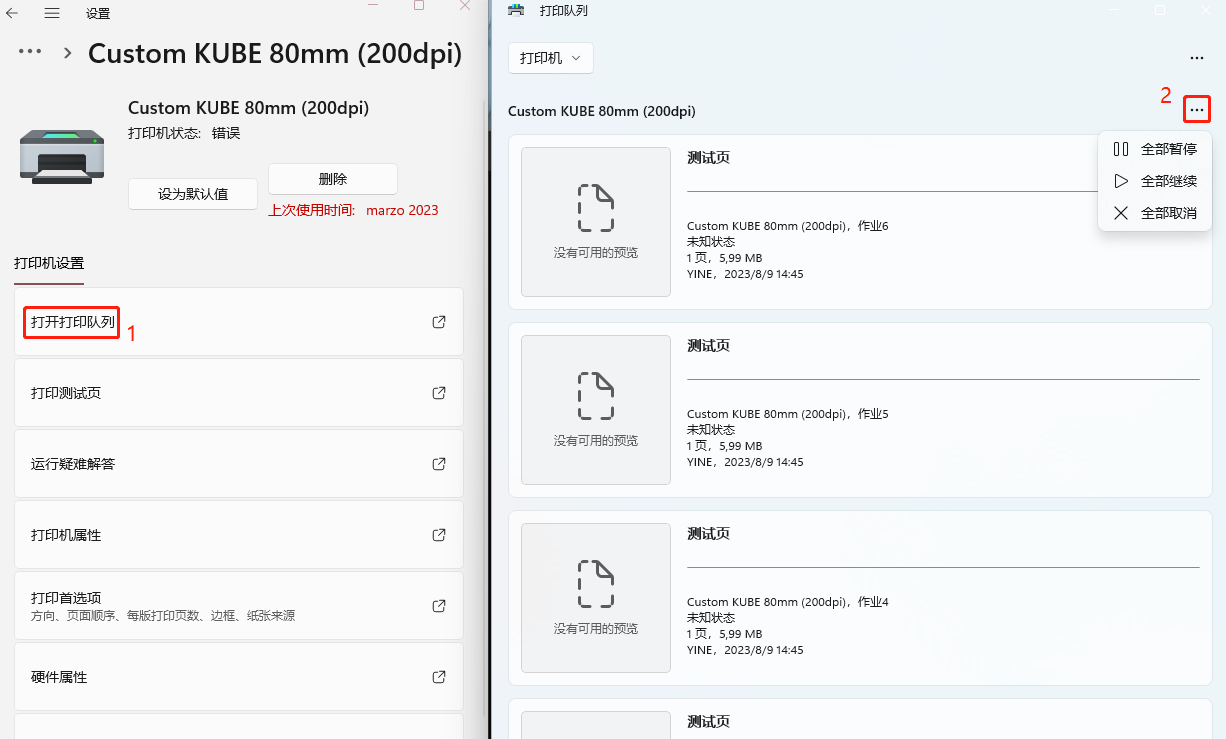 设置
... > Custom KUBE 80mm (200dpi)
Custom KUBE 80mm (200dpi)
打印机状态: 错误
设为默认值
删除
上次使用时间: marzo 2023
打印机设置
打开打印队列
1
打印测试页
运行疑难解答
打印机属性
打印首选项
方向、页面顺序、每版打印页数、边框、纸张来源
硬件属性
打印队列
打印机
...
Custom KUBE 80mm (200dpi)
2
...
全部暂停
全部继续
全部取消
没有可用的预览
测试页
Custom KUBE 80mm (200dpi)，作业6
未知状态
1 页，5,99 MB
YINE，2023/8/9 14:45
没有可用的预览
测试页
Custom KUBE 80mm (200dpi)，作业5
未知状态
1 页，5,99 MB
YINE，2023/8/9 14:45
没有可用的预览
测试页
Custom KUBE 80mm (200dpi)，作业4
未知状态
1 页，5,99 MB
YINE，2023/8/9 14:45
测试页